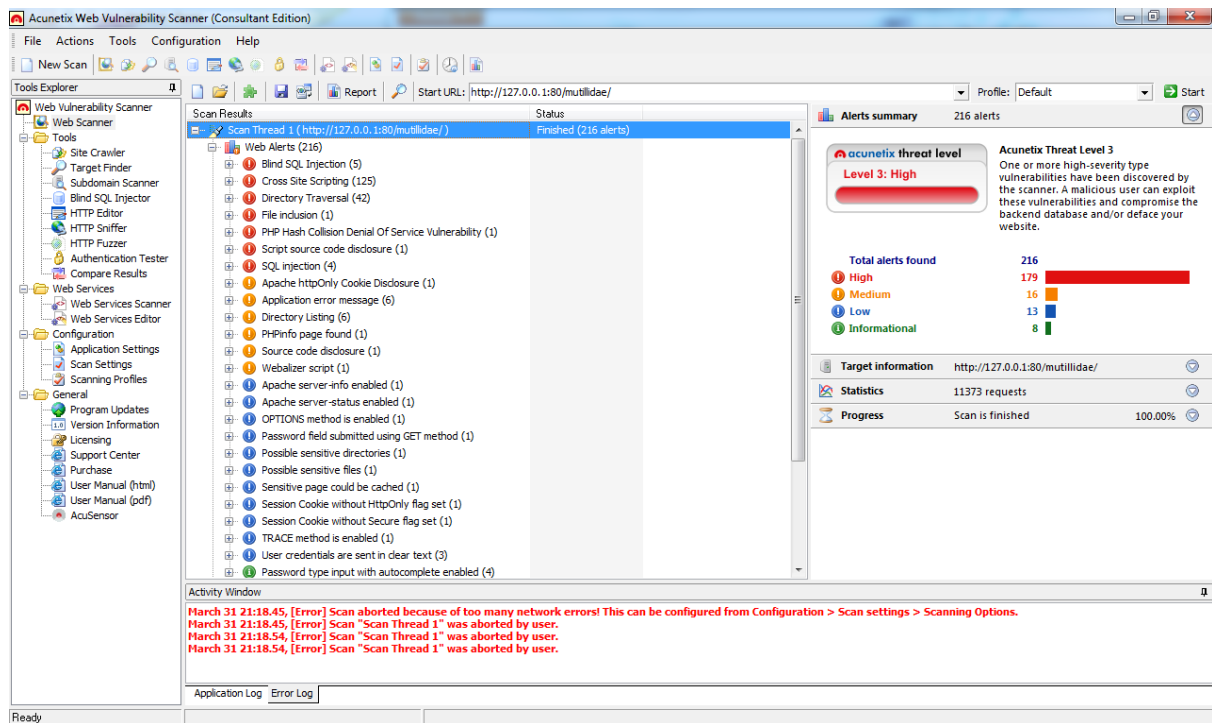 Acunetix Web Vulnerability Scanner (Consultant Edition)
File Actions Tools Configuration Help
New Scan
Tools Explorer
Web Vulnerability Scanner
Web Scanner
Tools
Site Crawler
Target Finder
Subdomain Scanner
Blind SQL Injector
HTTP Editor
HTTP Sniffer
HTTP Fuzzer
Authentication Tester
Compare Results
Web Services
Web Services Scanner
Web Services Editor
Configuration
Application Settings
Scan Settings
Scanning Profiles
General
Program Updates
1.0 Version Information
Licensing
Support Center
Purchase
User Manual (html)
User Manual (pdf)
AcuSensor
Report Start URL: http://127.0.0.1:80/mutillidae/ Profile: Default Start
Scan Results Status
Scan Thread 1 ( http://127.0.0.1:80/mutillidae/ ) Finished (216 alerts)
Web Alerts (216)
Blind SQL Injection (5)
Cross Site Scripting (125)
Directory Traversal (42)
File inclusion (1)
PHP Hash Collision Denial Of Service Vulnerability (1)
Script source code disclosure (1)
SQL injection (4)
Apache httpOnly Cookie Disclosure (1)
Application error message (6)
Directory Listing (6)
PHPinfo page found (1)
Source code disclosure (1)
Webalizer script (1)
Apache server-info enabled (1)
Apache server-status enabled (1)
OPTIONS method is enabled (1)
Password field submitted using GET method (1)
Possible sensitive directories (1)
Possible sensitive files (1)
Sensitive page could be cached (1)
Session Cookie without HttpOnly flag set (1)
Session Cookie without Secure flag set (1)
TRACE method is enabled (1)
User credentials are sent in clear text (3)
Password type input with autocomplete enabled (4)
Alerts summary 216 alerts
acunetix threat level
Level 3: High
Acunetix Threat Level 3
One or more high-severity type
vulnerabilities have been discovered by
the scanner. A malicious user can exploit
these vulnerabilities and compromise the
backend database and/or deface your
website.
Total alerts found 216
High 179
Medium 16
Low 13
Informational 8
Target information http://127.0.0.1:80/mutillidae/
Statistics 11373 requests
Progress Scan is finished 100.00%
Activity Window
March 31 21:18.45, [Error] Scan aborted because of too many network errors! This can be configured from Configuration > Scan settings > Scanning Options.
March 31 21:18.45, [Error] Scan "Scan Thread 1" was aborted by user.
March 31 21:18.54, [Error] Scan "Scan Thread 1" was aborted by user.
March 31 21:18.54, [Error] Scan "Scan Thread 1" was aborted by user.
Application Log Error Log
Ready